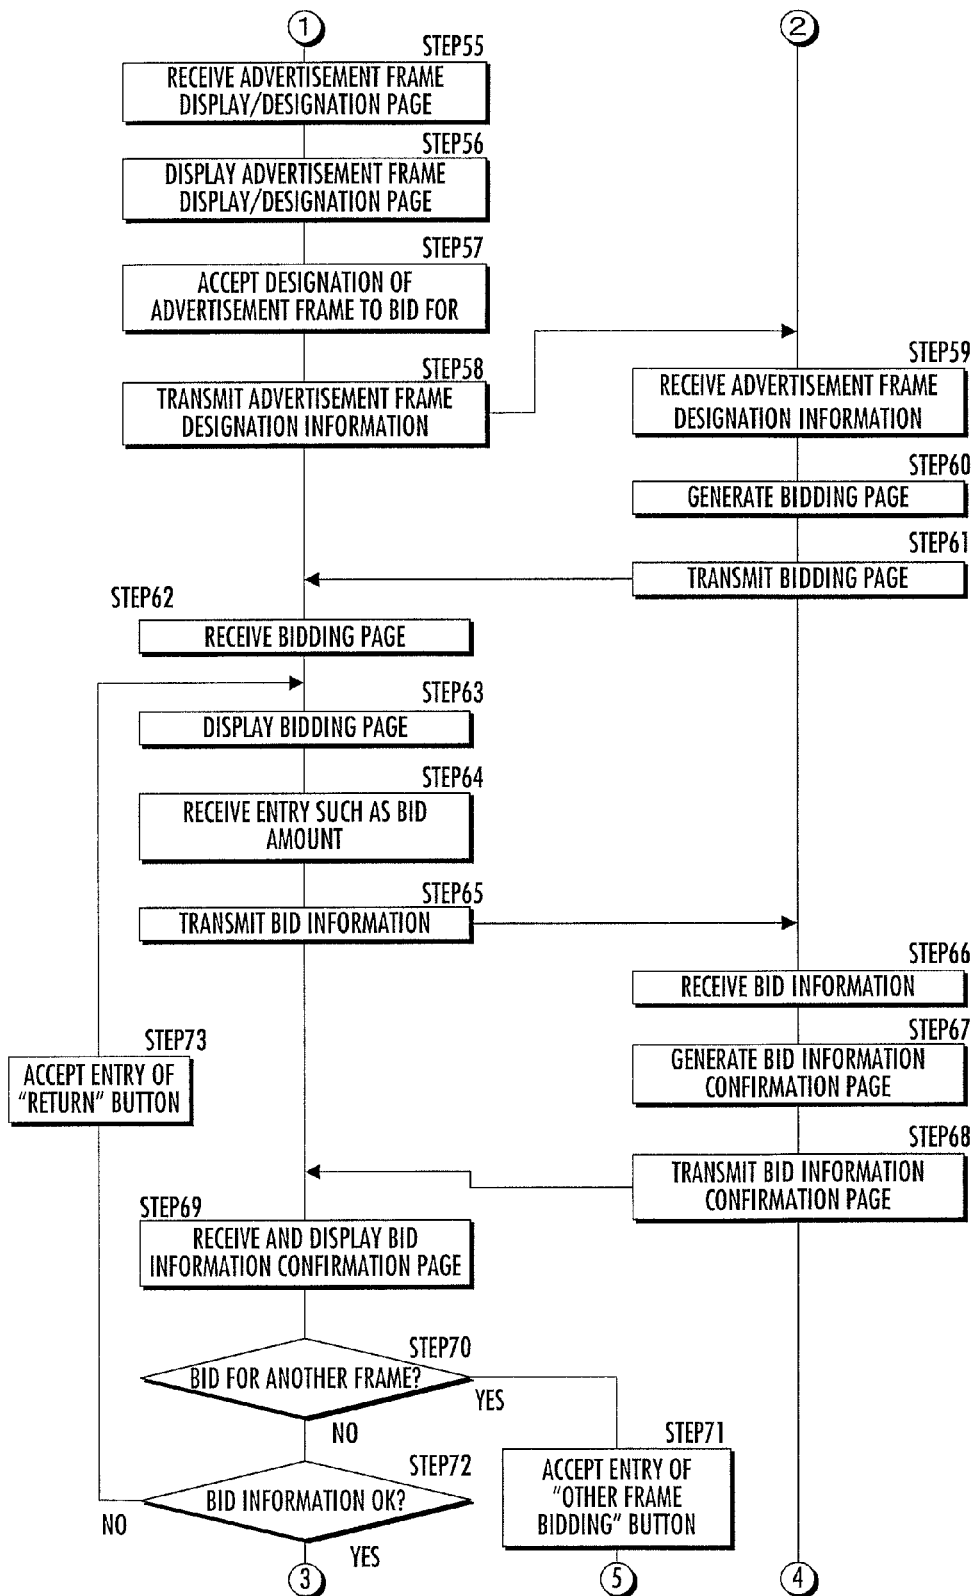 1
2
STEP55
RECEIVE ADVERTISEMENT FRAME
DISPLAY/DESIGNATION PAGE
STEP56
DISPLAY ADVERTISEMENT FRAME
DISPLAY/DESIGNATION PAGE
STEP57
ACCEPT DESIGNATION OF
ADVERTISEMENT FRAME TO BID FOR
STEP58
TRANSMIT ADVERTISEMENT FRAME
DESIGNATION INFORMATION
STEP59
RECEIVE ADVERTISEMENT FRAME
DESIGNATION INFORMATION
STEP60
GENERATE BIDDING PAGE
STEP61
TRANSMIT BIDDING PAGE
STEP62
RECEIVE BIDDING PAGE
STEP63
DISPLAY BIDDING PAGE
STEP64
RECEIVE ENTRY SUCH AS BID
AMOUNT
STEP65
TRANSMIT BID INFORMATION
STEP66
RECEIVE BID INFORMATION
STEP67
GENERATE BID INFORMATION
CONFIRMATION PAGE
STEP68
TRANSMIT BID INFORMATION
CONFIRMATION PAGE
STEP73
ACCEPT ENTRY OF
"RETURN" BUTTON
STEP69
RECEIVE AND DISPLAY BID
INFORMATION CONFIRMATION PAGE
STEP70
BID FOR ANOTHER FRAME?
YES
NO
STEP71
ACCEPT ENTRY OF
"OTHER FRAME
BIDDING" BUTTON
STEP72
BID INFORMATION OK?
NO
YES
3
5
4